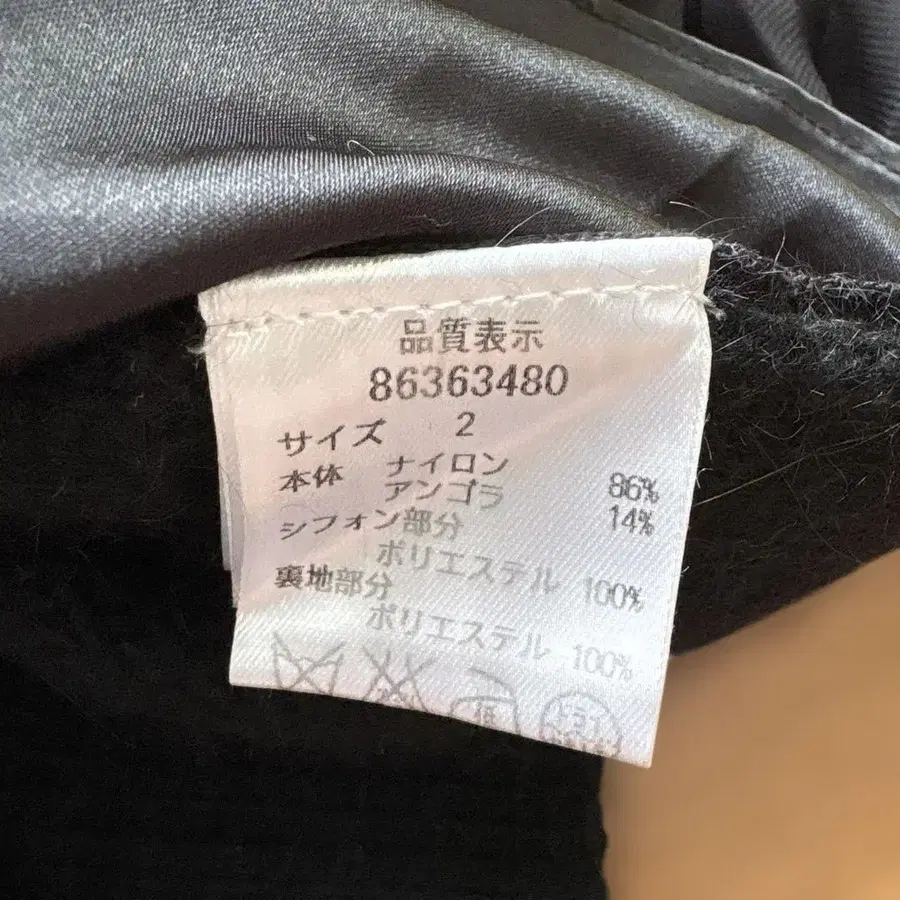 品質表示
86363480
サイズ 2
本体 ナイロン 86%
アンゴラ 14%
シフォン部分
ポリエステル 100%
裏地部分
ポリエステル 100%
低